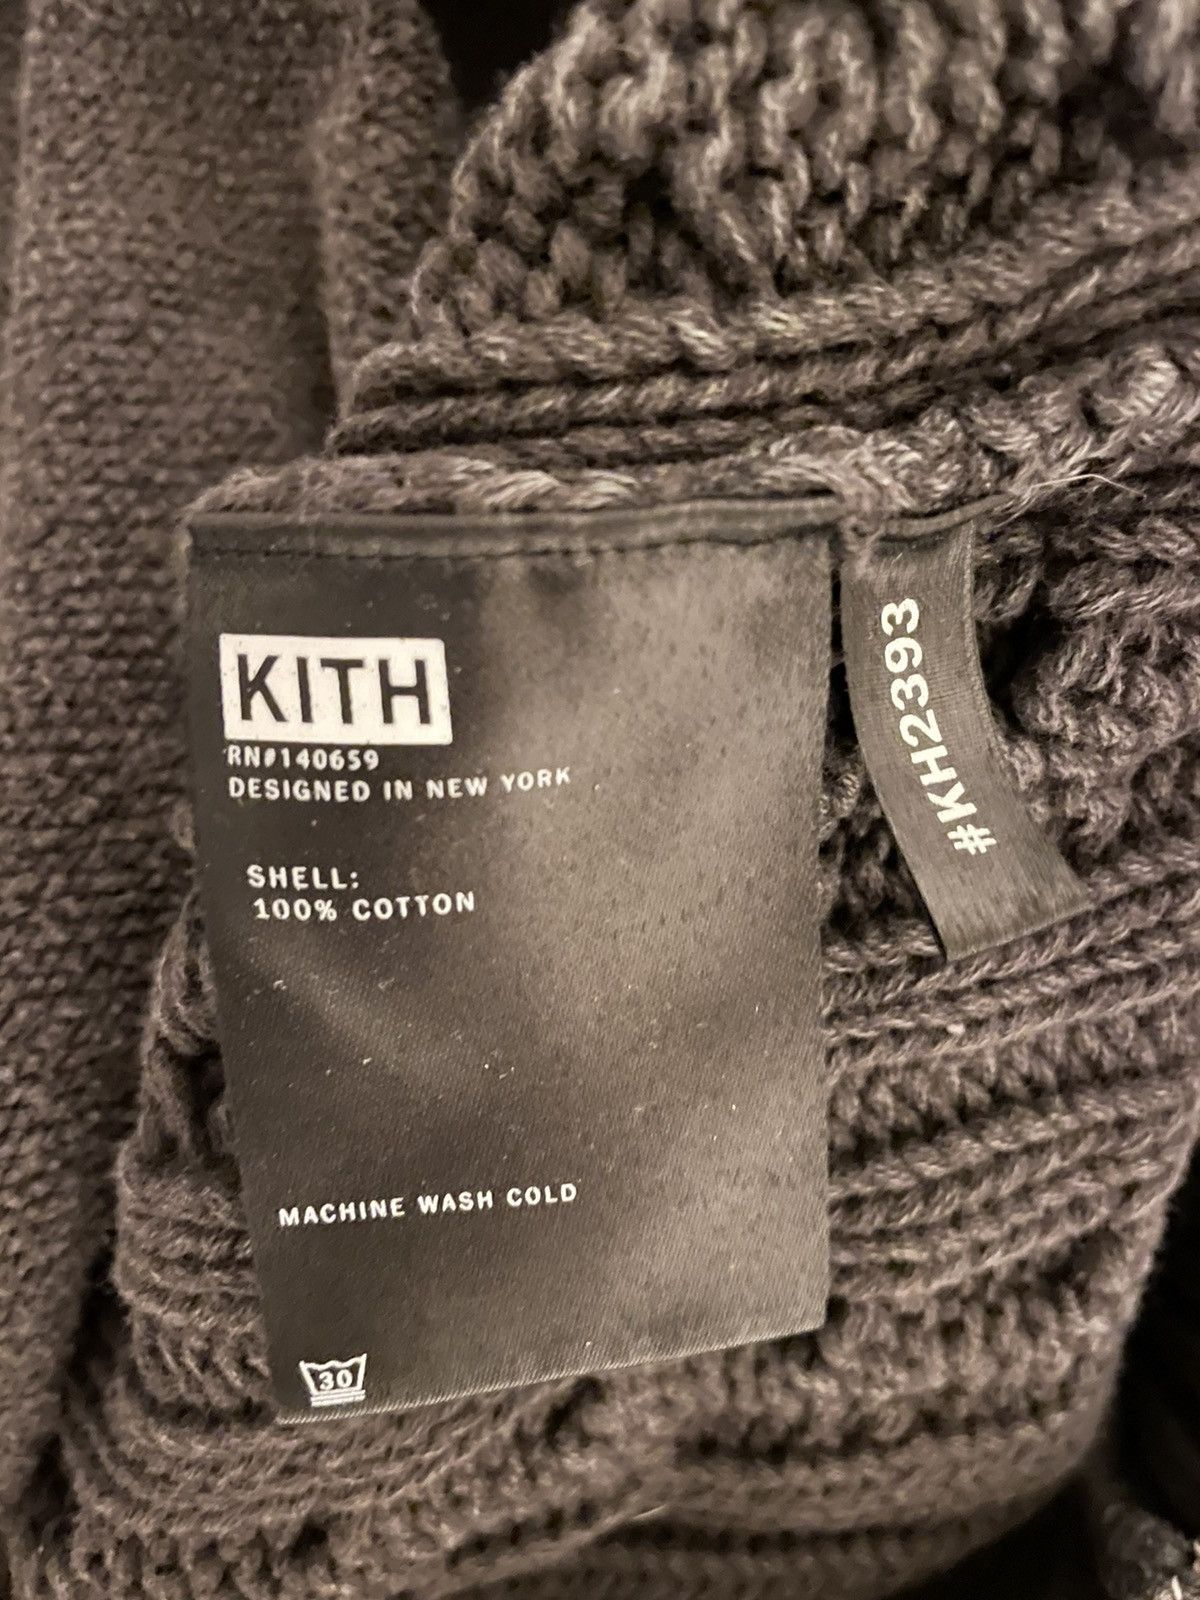 KITH
RN#140659
DESIGNED IN NEW YORK
SHELL:
100% COTTON
MACHINE WASH COLD
30
#KH2393